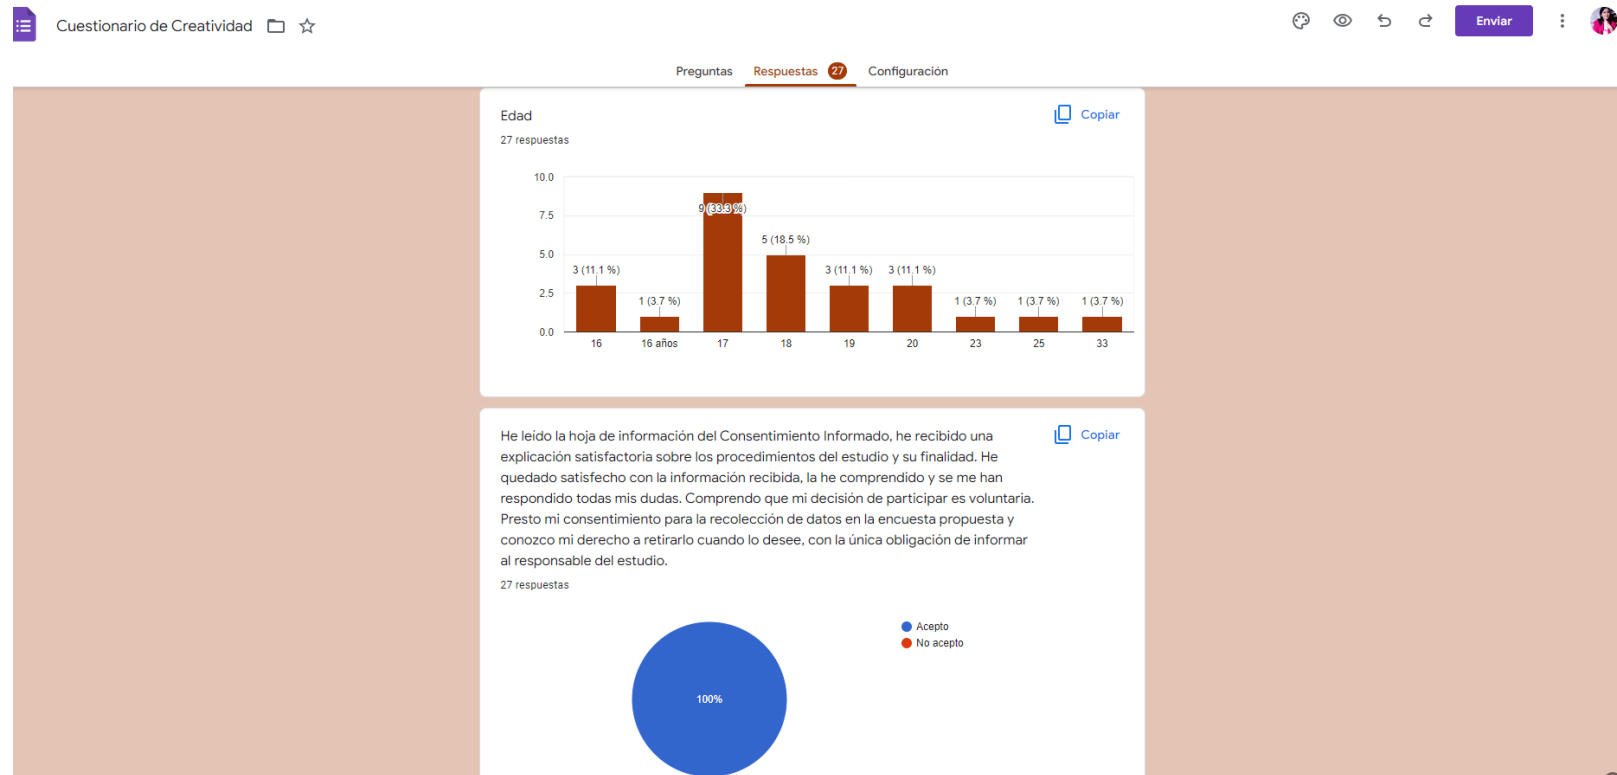 Cuestionario de Creatividad
Enviar
Preguntas Respuestas 27 Configuración
Edad
Copiar
27 respuestas
10.0
7.5
5.0
2.5
0.0
3 (11.1 %)
1 (3.7 %)
9 (33.3 %)
5 (18.5 %)
3 (11.1 %)
3 (11.1 %)
1 (3.7 %)
1 (3.7 %)
1 (3.7 %)
16 16 años 17 18 19 20 23 25 33
He leído la hoja de información del Consentimiento Informado, he recibido una
Copiar
explicación satisfactoria sobre los procedimientos del estudio y su finalidad. He
quedado satisfecho con la información recibida, la he comprendido y se me han
respondido todas mis dudas. Comprendo que mi decisión de participar es voluntaria.
Presto mi consentimiento para la recolección de datos en la encuesta propuesta y
conozco mi derecho a retirarlo cuando lo desee, con la única obligación de informar
al responsable del estudio.
27 respuestas
Acepto
No acepto
100%